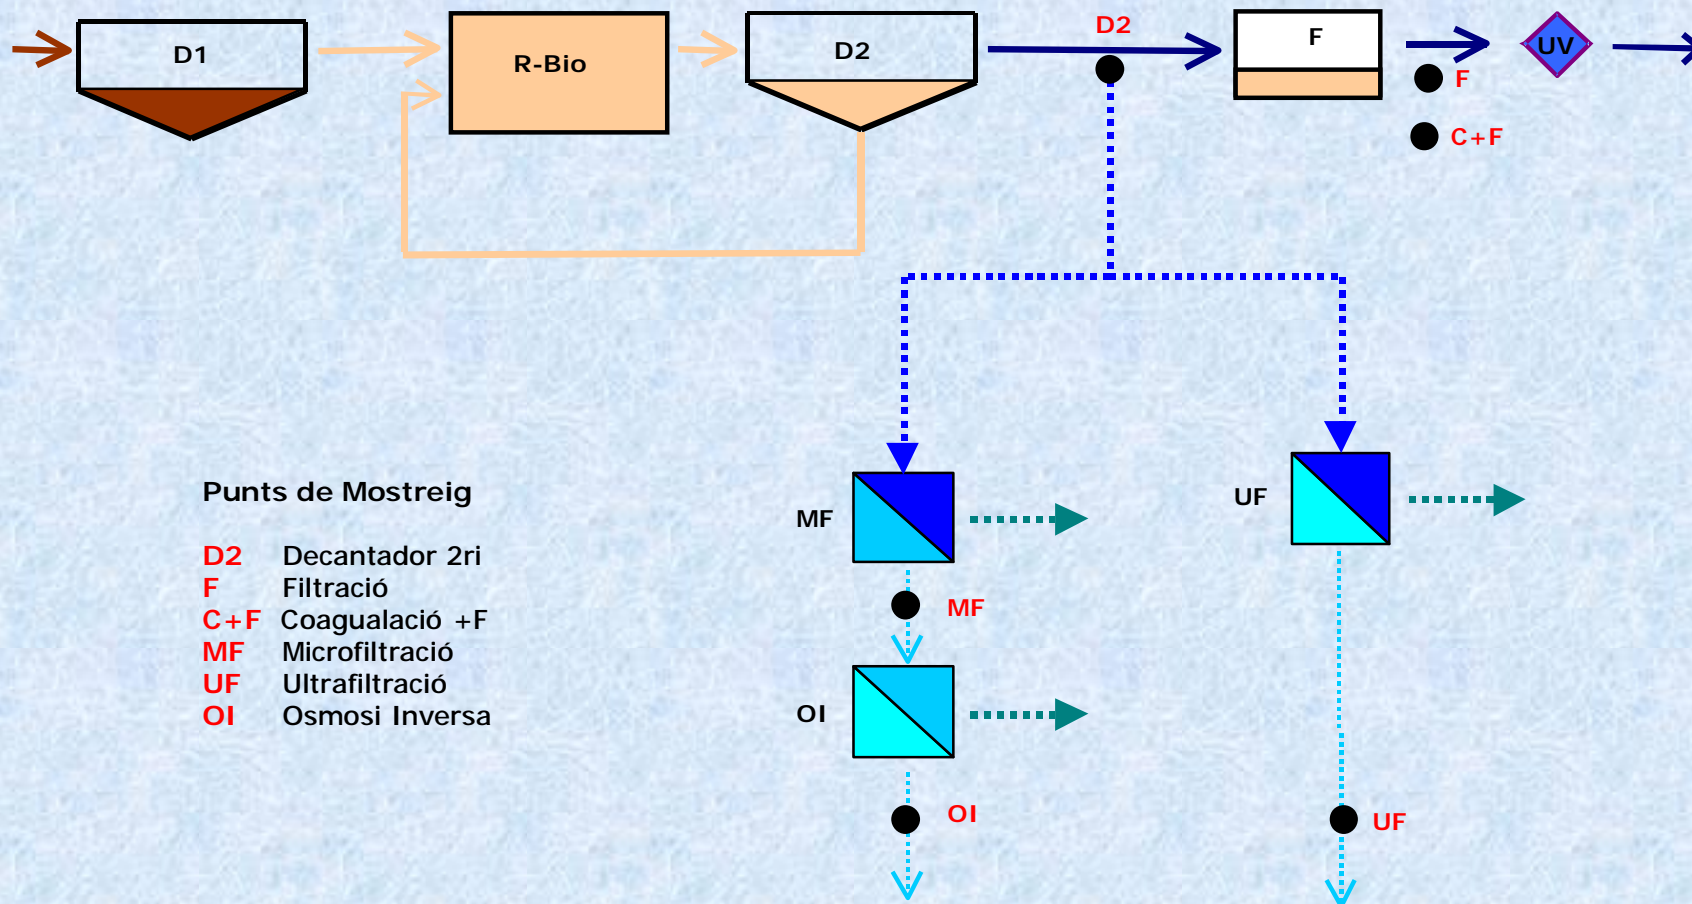 D1
R-Bio
D2
D2
F
UV
F
C+F
Punts de Mostreig
D2 Decantador 2ri
F Filtració
C+F Coagualació +F
MF Microfiltració
UF Ultrafiltració
OI Osmosi Inversa
MF
UF
MF
OI
OI
UF